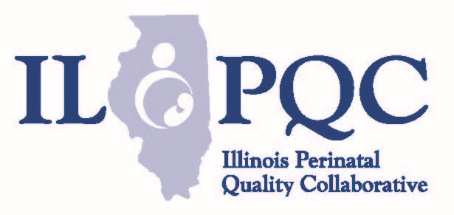 IL PQC
Illinois Perinatal
Quality Collaborative